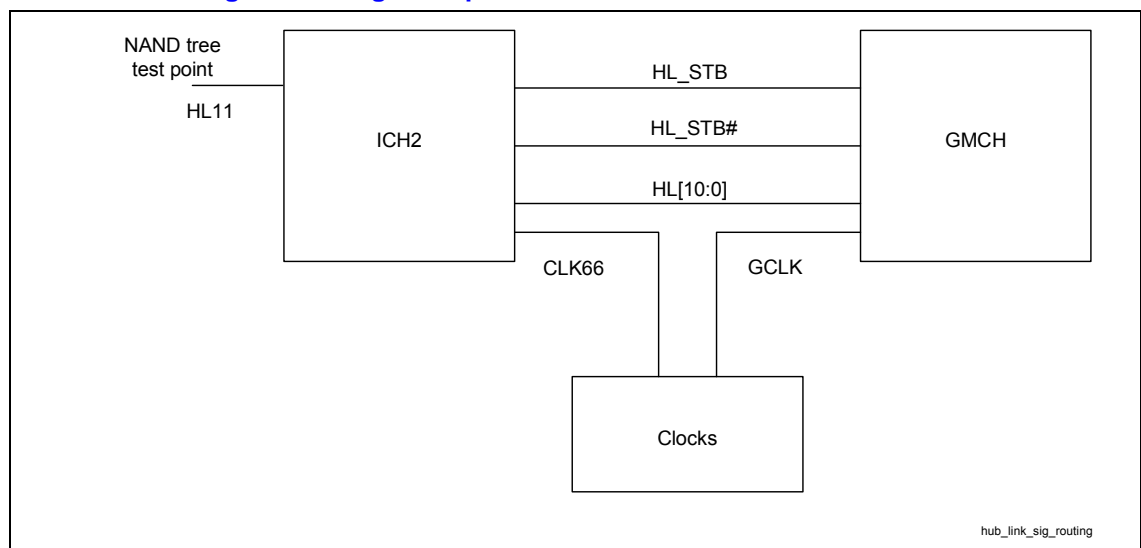 NAND tree
test point
HL11
ICH2
HL_STB
HL_STB#
HL[10:0]
GMCH
CLK66
GCLK
Clocks
hub_link_sig_routing